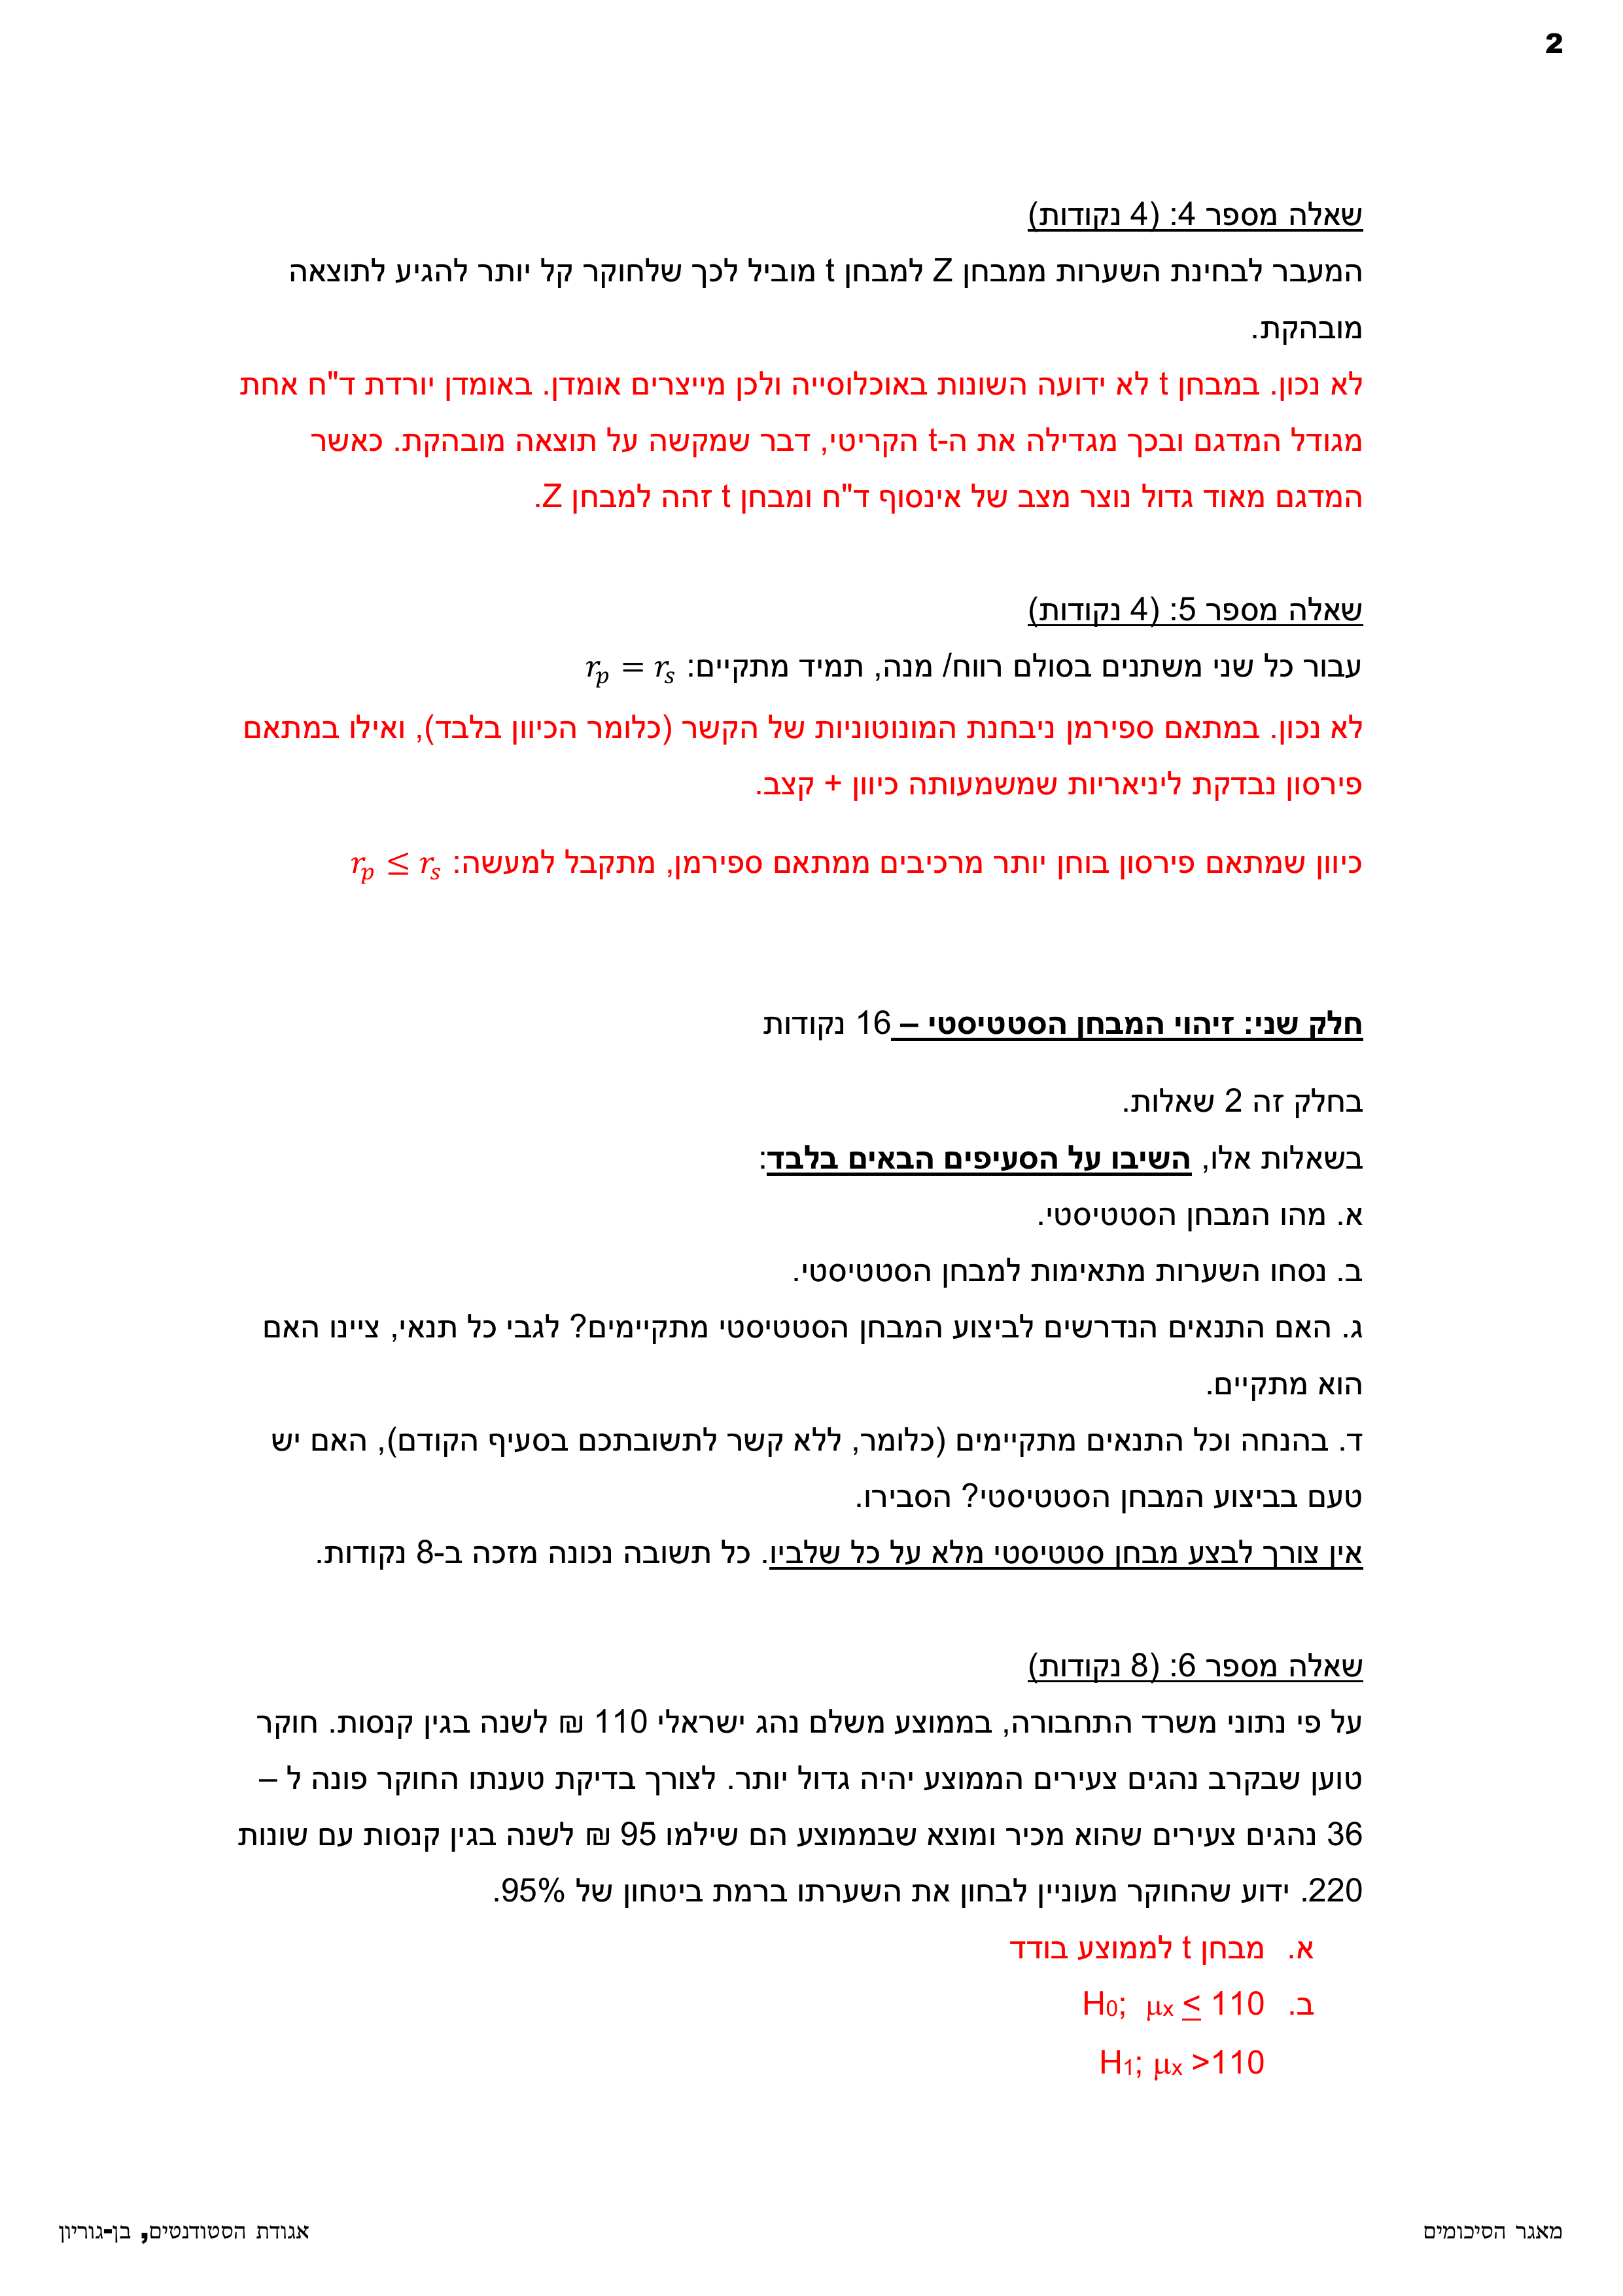 2
שאלה מספר 4: (4 נקודות)
המעבר לבחינת השערות ממבחן Z למבחן t מוביל לכך שלחוקר קל יותר להגיע לתוצאה
מובהקת.
לא נכון. במבחן t לא ידועה השונות באוכלוסייה ולכן מייצרים אומדן. באומדן יורדת ד"ח אחת
מגודל המדגם ובכך מגדילה את ה-t הקריטי, דבר שמקשה על תוצאה מובהקת. כאשר
המדגם מאוד גדול נוצר מצב של אינסוף ד"ח ומבחן t זהה למבחן Z.
שאלה מספר 5: (4 נקודות)
עבור כל שני משתנים בסולם רווח/ מנה, תמיד מתקיים: rₚ = rₛ
לא נכון. במתאם ספירמן ניבחנת המונוטוניות של הקשר (כלומר הכיוון בלבד), ואילו במתאם
פירסון נבדקת ליניאריות שמשמעותה כיוון + קצב.
כיוון שמתאם פירסון בוחן יותר מרכיבים ממתאם ספירמן, מתקבל למעשה: rₚ ≤ rₛ
חלק שני: זיהוי המבחן הסטטיסטי – 16 נקודות
בחלק זה 2 שאלות.
בשאלות אלו, השיבו על הסעיפים הבאים בלבד:
א. מהו המבחן הסטטיסטי.
ב. נסחו השערות מתאימות למבחן הסטטיסטי.
ג. האם התנאים הנדרשים לביצוע המבחן הסטטיסטי מתקיימים? לגבי כל תנאי, ציינו האם
הוא מתקיים.
ד. בהנחה וכל התנאים מתקיימים (כלומר, ללא קשר לתשובתכם בסעיף הקודם), האם יש
טעם בביצוע המבחן הסטטיסטי? הסבירו.
אין צורך לבצע מבחן סטטיסטי מלא על כל שלביו. כל תשובה נכונה מזכה ב-8 נקודות.
שאלה מספר 6: (8 נקודות)
על פי נתוני משרד התחבורה, בממוצע משלם נהג ישראלי 110 ₪ לשנה בגין קנסות. חוקר
טוען שבקרב נהגים צעירים הממוצע יהיה גדול יותר. לצורך בדיקת טענתו החוקר פונה ל –
36 נהגים צעירים שהוא מכיר ומוצא שבממוצע הם שילמו 95 ₪ לשנה בגין קנסות עם שונות
220. ידוע שהחוקר מעוניין לבחון את השערתו ברמת ביטחון של 95%.
א. מבחן t לממוצע בודד
ב. H₀; μₓ ≤ 110
H₁; μₓ >110
מאגר הסיכומים אגודת הסטודנטים, בן-גוריון